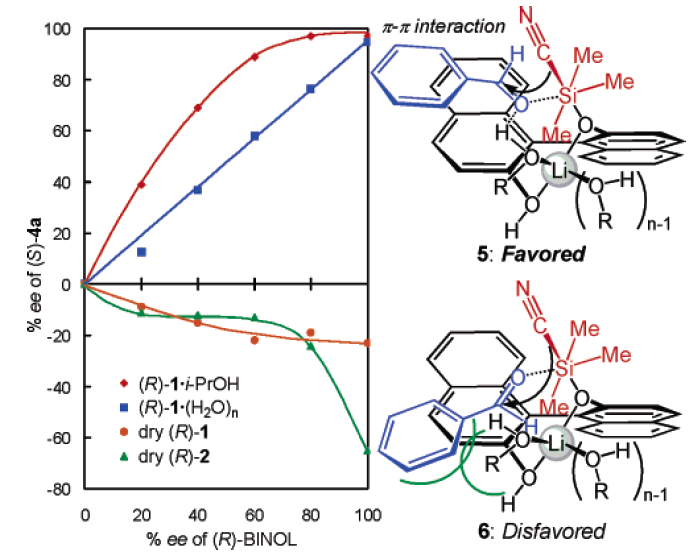 100
80
60
40
20
0
-20
-40
-60
-80
% ee of (S)-4a
(R)-1•i-PrOH
(R)-1•(H2O)n
dry (R)-1
dry (R)-2
0 20 40 60 80 100
% ee of (R)-BINOL
π-π interaction
N
C
H
Me
Me
Si
O
Me
H
O
O
R
Li
O
H
R
n-1
O
H
5: Favored
N
C
Me
O
Si
Me
Me
O
H
H
O
R
Li
O
H
R
n-1
O
H
6: Disfavored